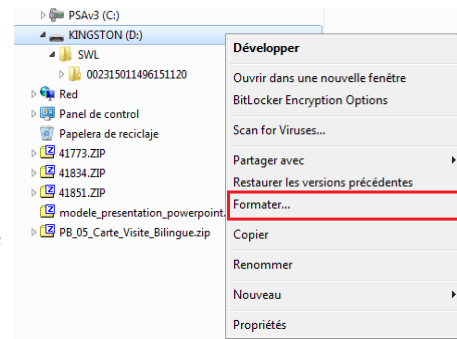 PSAv3 (C:)
KINGSTON (D:)
SWL
002315011496151120
Red
Panel de control
Papelera de reciclaje
41773.ZIP
41834.ZIP
41851.ZIP
modele_presentation_powerpoint.
PB_05_Carte_Visite_Bilingue.zip
Développer
Ouvrir dans une nouvelle fenêtre
BitLocker Encryption Options
Scan for Viruses...
Partager avec
Restaurer les versions précédentes
Formater...
Copier
Renommer
Nouveau
Propriétés